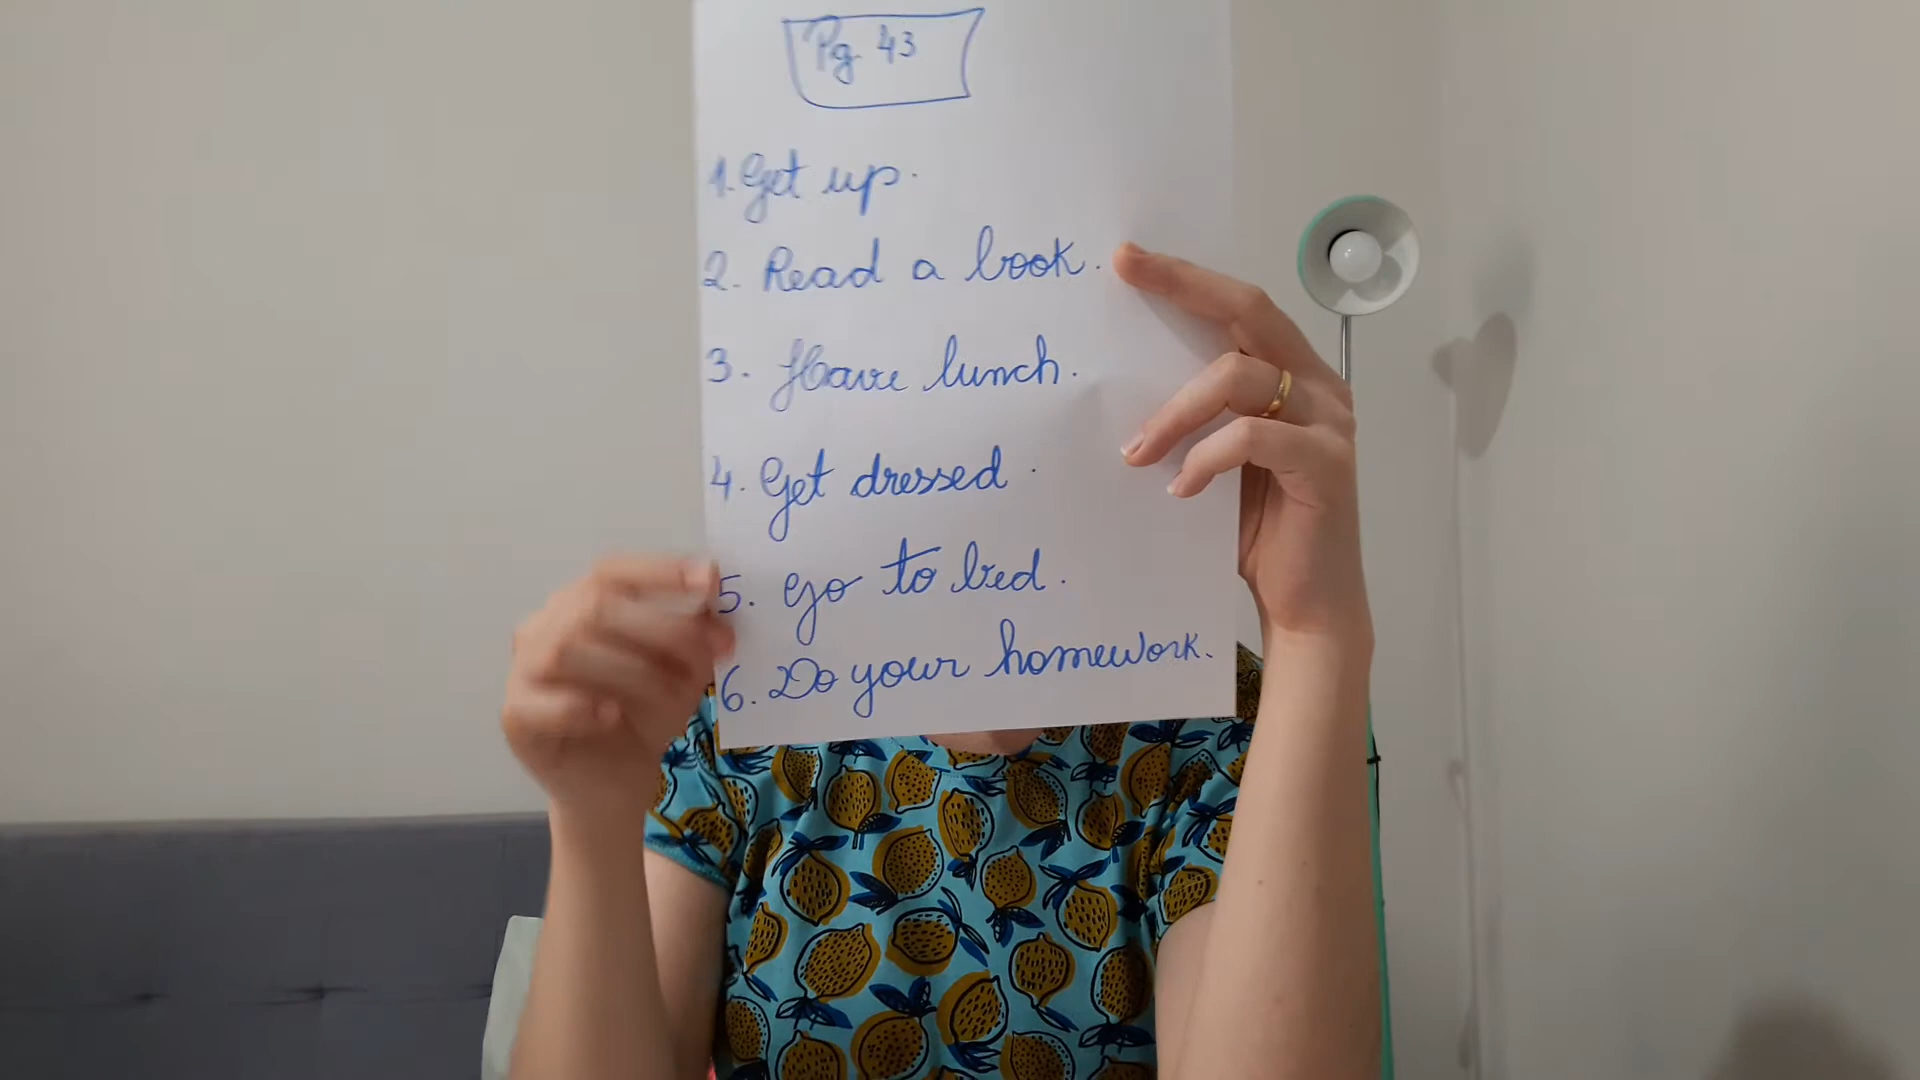 Pg 43
1. Get up.
2. Read a book.
3. Have lunch.
4. Get dressed.
5. Go to bed.
6. Do your homework.